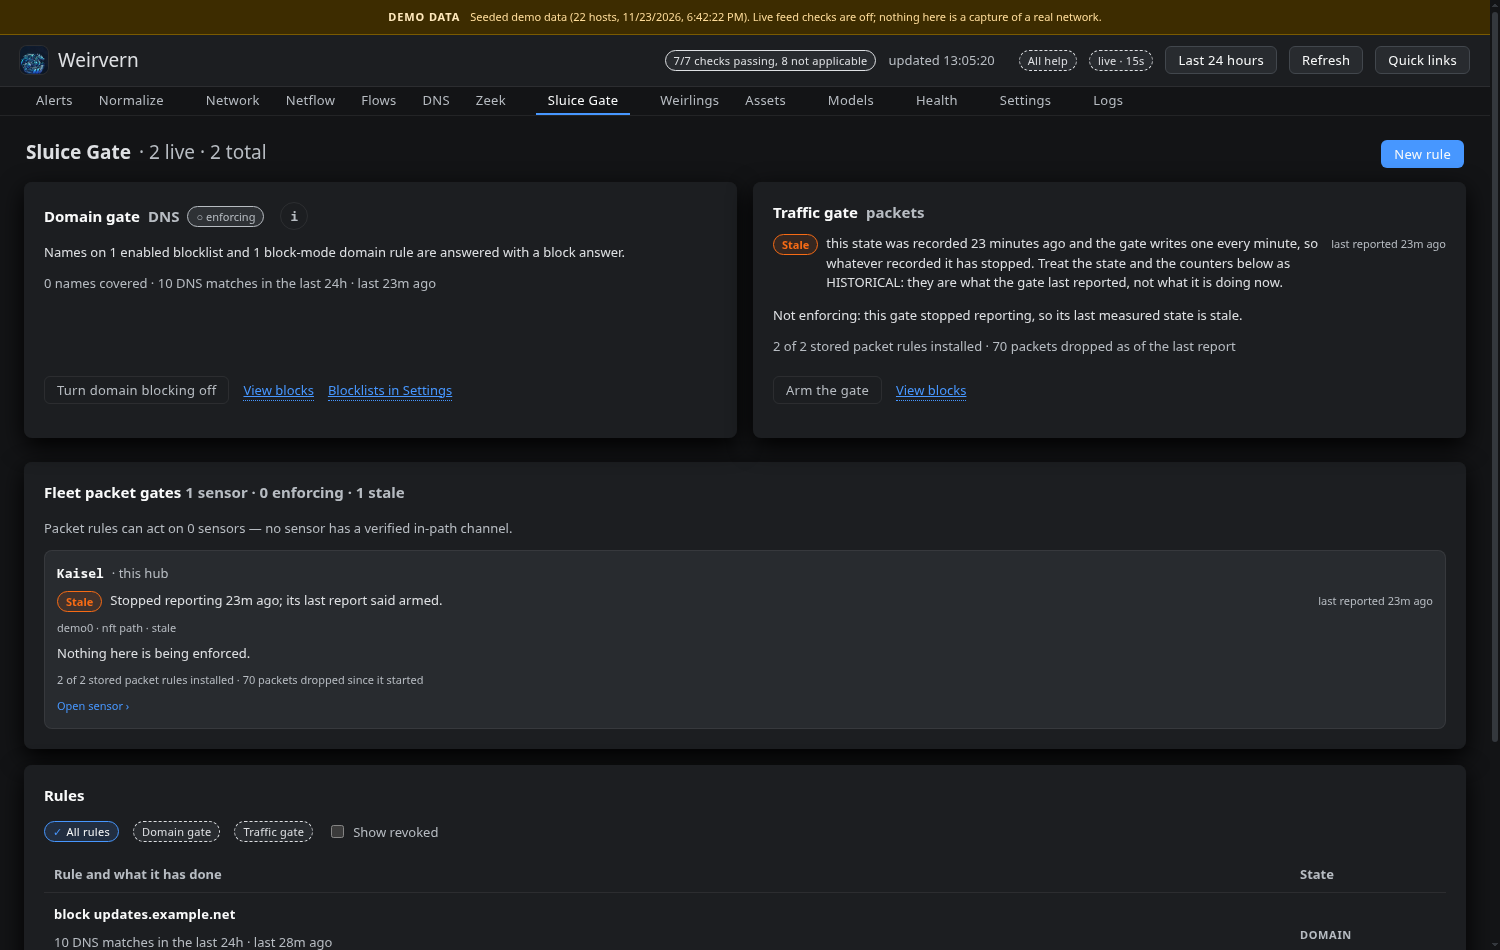 DEMO DATA Seeded demo data (22 hosts, 11/23/2026, 6:42:22 PM). Live feed checks are off; nothing here is a capture of a real network.
Weirvern
7/7 checks passing, 8 not applicable
updated 13:05:20
All help
live · 15s
Last 24 hours
Refresh
Quick links
Alerts Normalize Network Netflow Flows DNS Zeek Sluice Gate Weirlings Assets Models Health Settings Logs
Sluice Gate · 2 live · 2 total
New rule
Domain gate DNS ○ enforcing i
Names on 1 enabled blocklist and 1 block-mode domain rule are answered with a block answer.
0 names covered · 10 DNS matches in the last 24h · last 23m ago
Turn domain blocking off View blocks Blocklists in Settings
Traffic gate packets
Stale this state was recorded 23 minutes ago and the gate writes one every minute, so last reported 23m ago
whatever recorded it has stopped. Treat the state and the counters below as
HISTORICAL: they are what the gate last reported, not what it is doing now.
Not enforcing: this gate stopped reporting, so its last measured state is stale.
2 of 2 stored packet rules installed · 70 packets dropped as of the last report
Arm the gate View blocks
Fleet packet gates 1 sensor · 0 enforcing · 1 stale
Packet rules can act on 0 sensors — no sensor has a verified in-path channel.
Kaisel · this hub
Stale Stopped reporting 23m ago; its last report said armed. last reported 23m ago
demo0 · nft path · stale
Nothing here is being enforced.
2 of 2 stored packet rules installed · 70 packets dropped since it started
Open sensor ›
Rules
✓ All rules Domain gate Traffic gate Show revoked
Rule and what it has done State
block updates.example.net
DOMAIN
10 DNS matches in the last 24h · last 28m ago